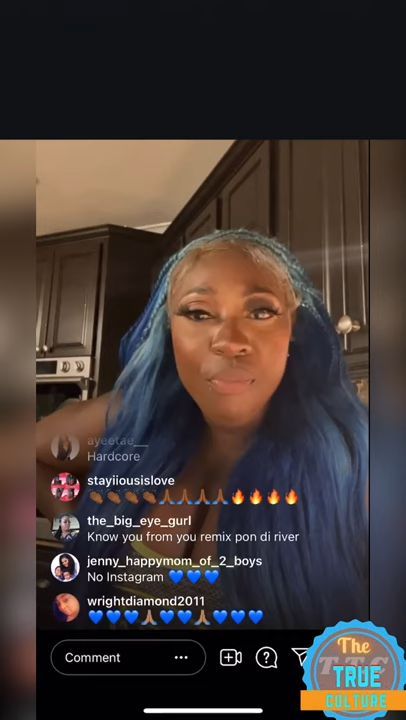 ayeetae__
Hardcore
stayiiousislove
👏🏾👏🏾👏🏾👏🏾🙏🏾🙏🏾🙏🏾🙏🏾🔥🔥🔥🔥
the_big_eye_gurl
Know you from you remix pon di river
jenny_happymom_of_2_boys
No Instagram 💙💙💙
wrightdiamond2011
💙💙💙🙏🏽💙💙🙏🏽💙💙💙
Comment
The
TTC
TRUE
CULTURE